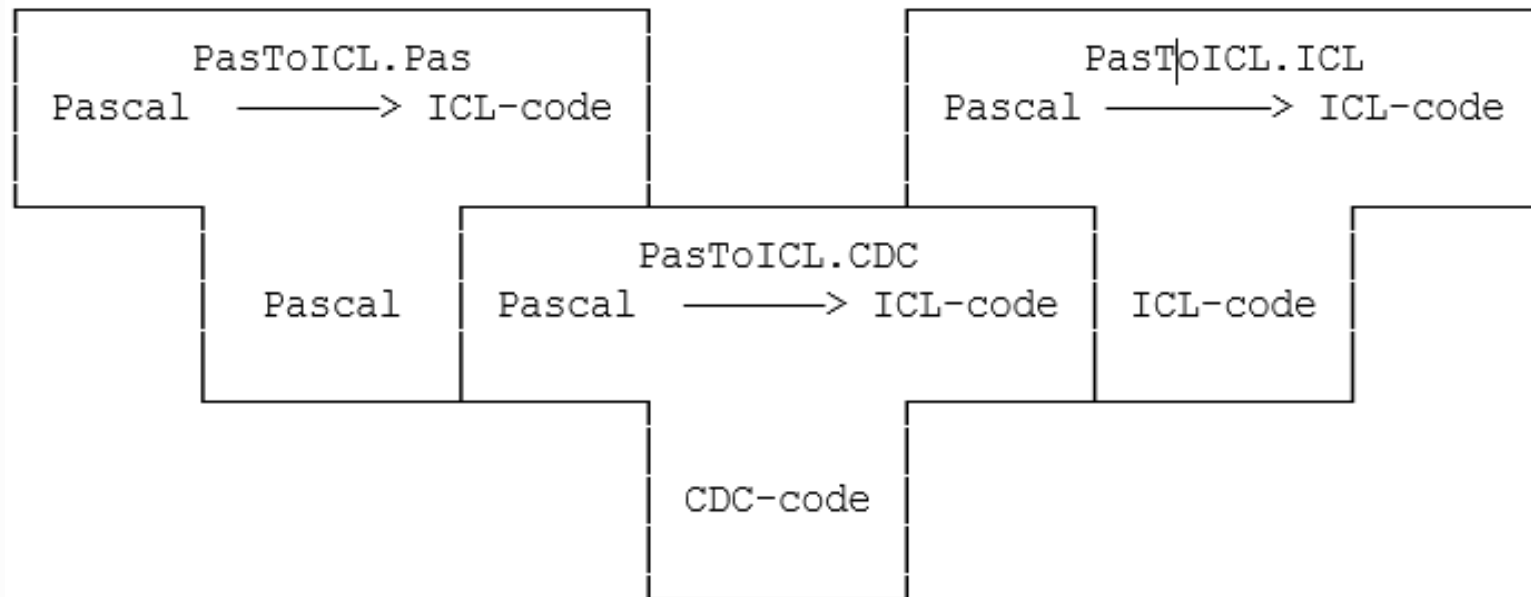 PasToICL.Pas
Pascal ———> ICL-code
PasToICL.ICL
Pascal ———> ICL-code
Pascal
PasToICL.CDC
Pascal ———> ICL-code
ICL-code
CDC-code